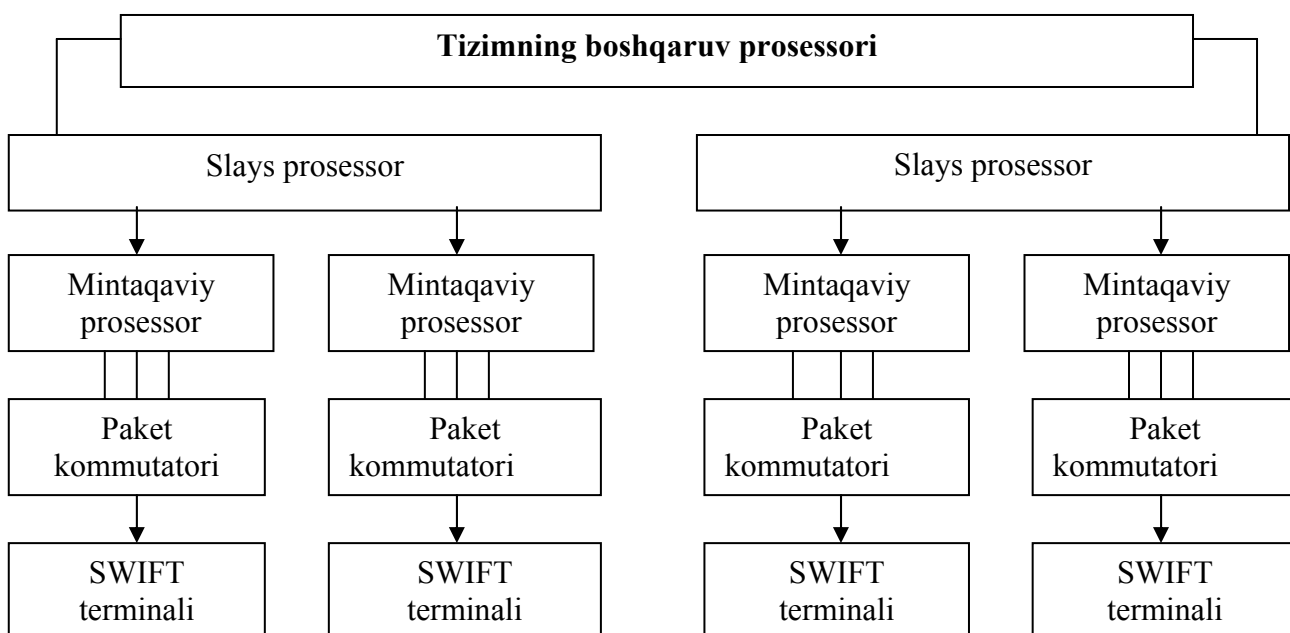 Tizimning boshqaruv prosessori
Slays prosessor
Slays prosessor
Mintaqaviy
prosessor
Mintaqaviy
prosessor
Mintaqaviy
prosessor
Mintaqaviy
prosessor
Paket
kommutatori
Paket
kommutatori
Paket
kommutatori
Paket
kommutatori
SWIFT
terminali
SWIFT
terminali
SWIFT
terminali
SWIFT
terminali